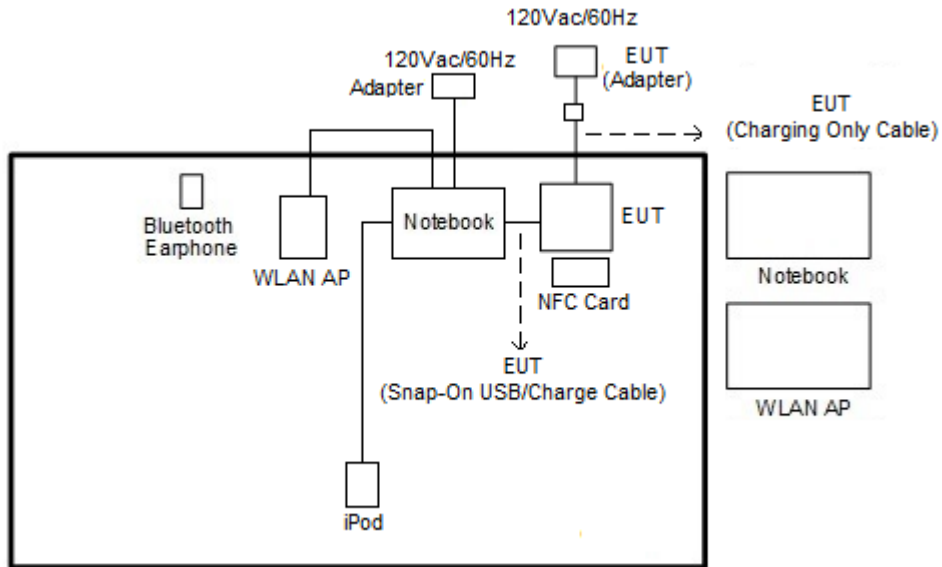 120Vac/60Hz
EUT
(Adapter)
120Vac/60Hz
Adapter
EUT
(Charging Only Cable)
Bluetooth
Earphone
WLAN AP
Notebook
EUT
NFC Card
Notebook
EUT
(Snap-On USB/Charge Cable)
WLAN AP
iPod